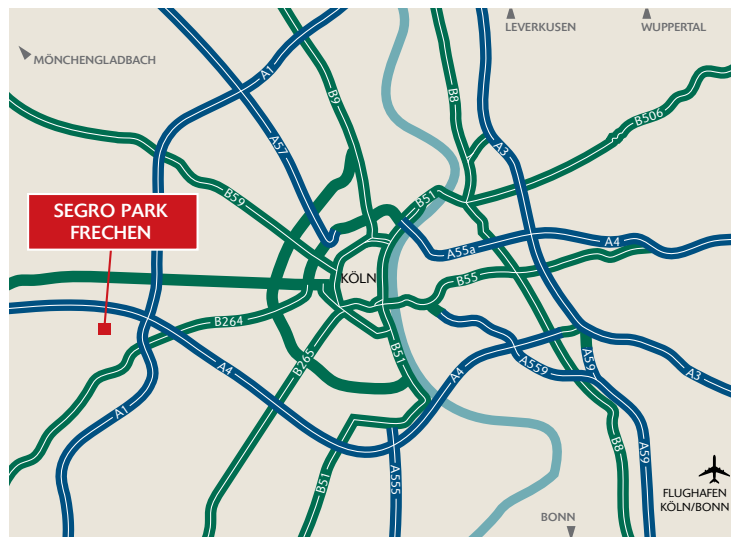 LEVERKUSEN
WUPPERTAL
MÖNCHENGLADBACH
A1
B9
B8
B506
A57
A3
B59
B51
SEGRO PARK
FRECHEN
A55a
A4
KÖLN
B55
B264
B265
B51
A4
A559
A59
A4
A3
A1
B8
A59
B51
A555
FLUGHAFEN
KÖLN/BONN
BONN